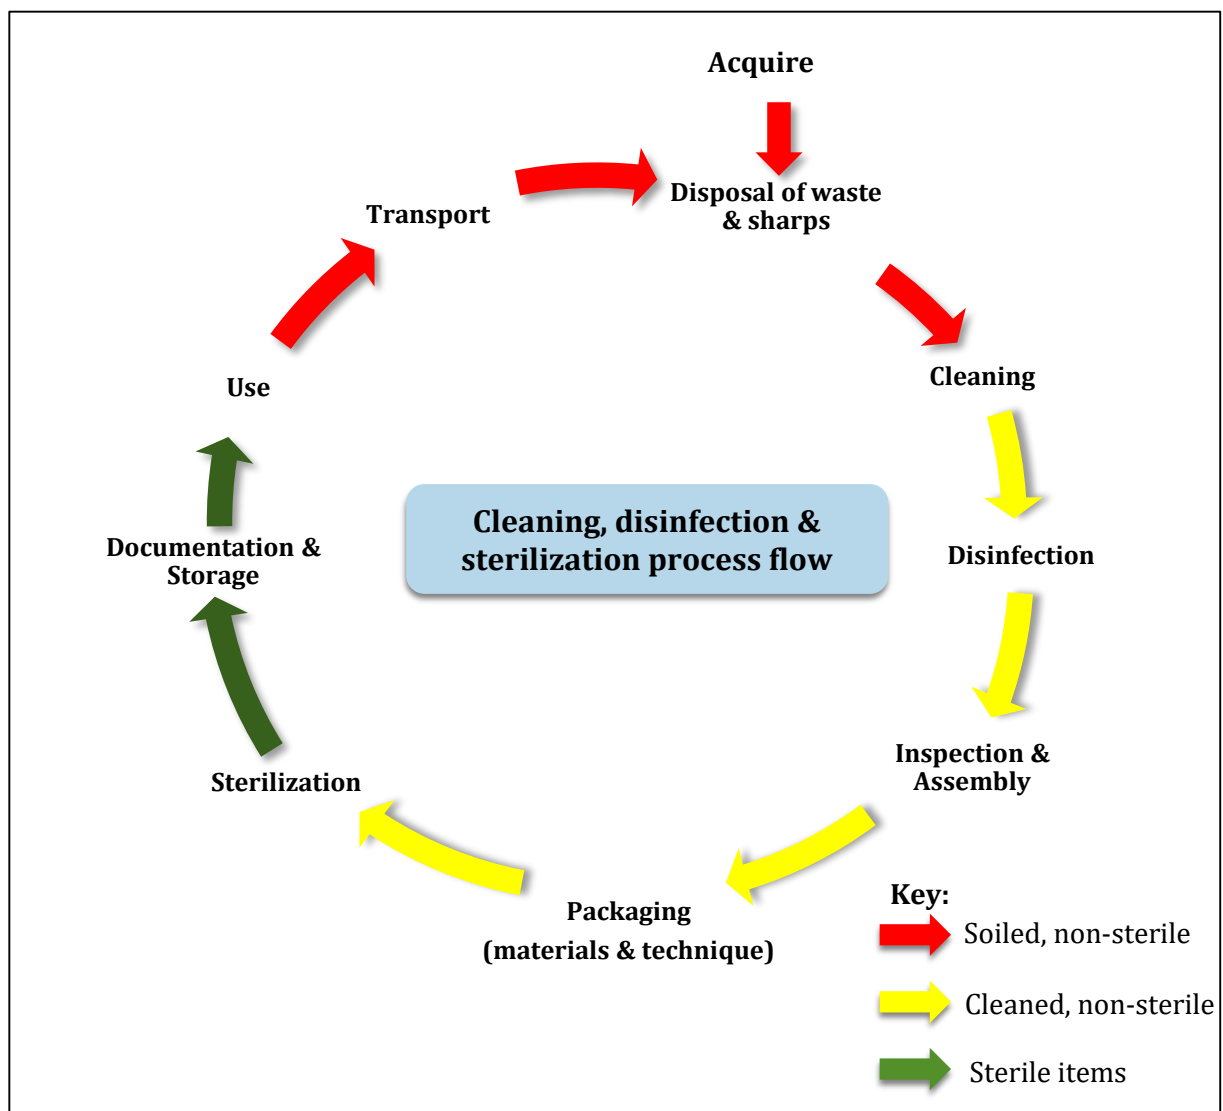 Acquire
Disposal of waste
& sharps
Transport
Cleaning
Use
Cleaning, disinfection &
sterilization process flow
Documentation &
Storage
Disinfection
Inspection &
Assembly
Sterilization
Packaging
(materials & technique)
Key:
Soiled, non-sterile
Cleaned, non-sterile
Sterile items